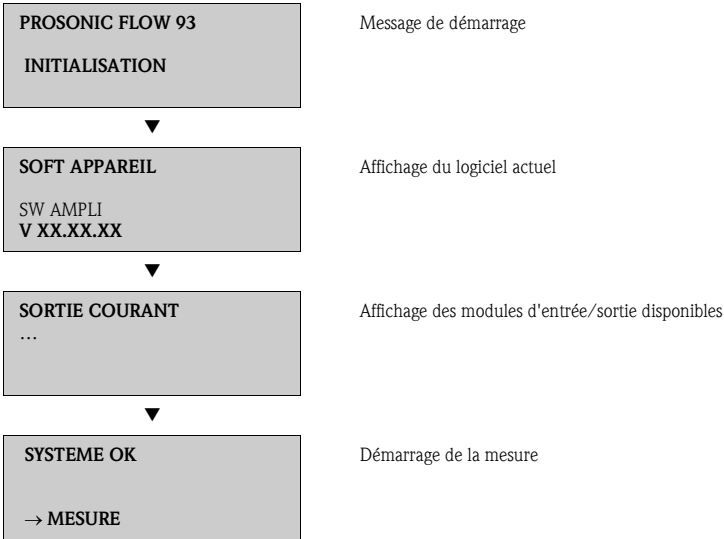 PROSONIC FLOW 93
Message de démarrage
INITIALISATION
▼
SOFT APPAREIL
Affichage du logiciel actuel
SW AMPLI
V XX.XX.XX
▼
SORTIE COURANT
Affichage des modules d'entrée/sortie disponibles
…
▼
SYSTEME OK
Démarrage de la mesure
→ MESURE